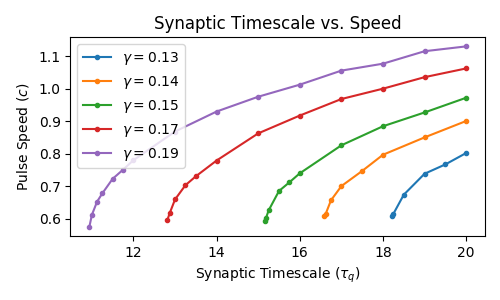 Synaptic Timescale vs. Speed
Pulse Speed (c)
1.1
1.0
0.9
0.8
0.7
0.6
γ = 0.13
γ = 0.14
γ = 0.15
γ = 0.17
γ = 0.19
12 14 16 18 20
Synaptic Timescale (τ_q)